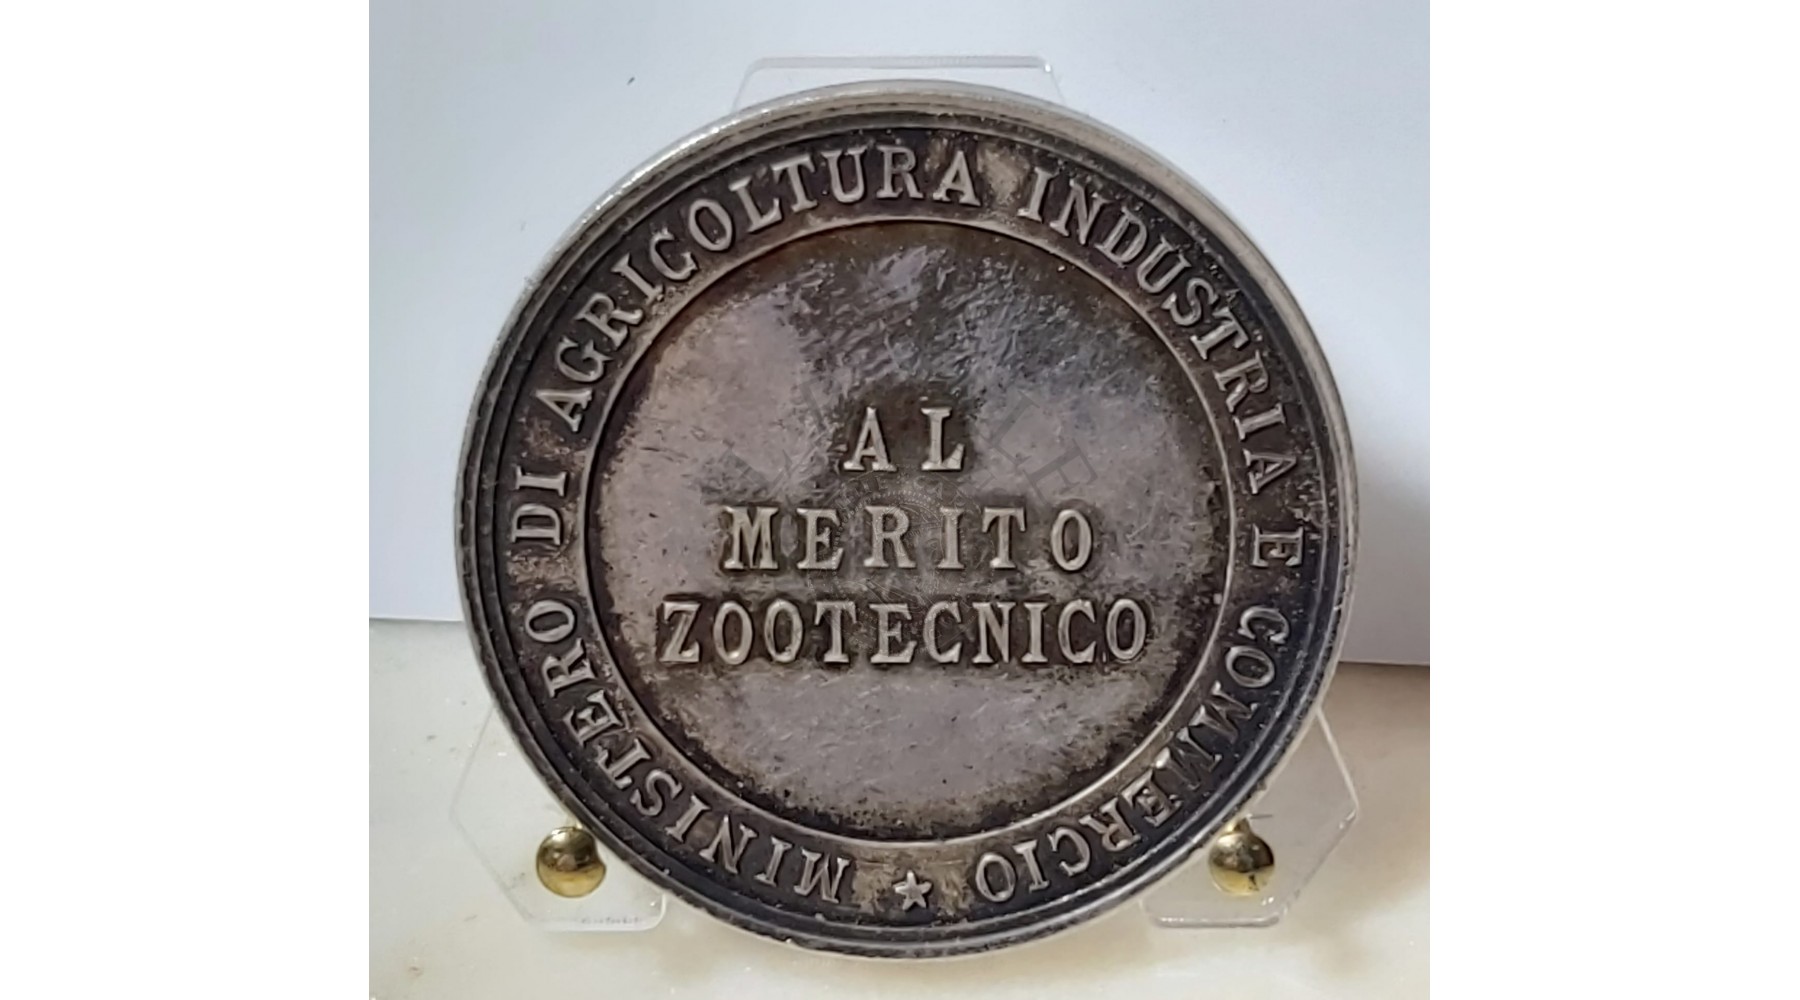 MINISTERO DI AGRICOLTURA INDUSTRIA E COMMERCIO
AL
MERITO
ZOOTECNICO